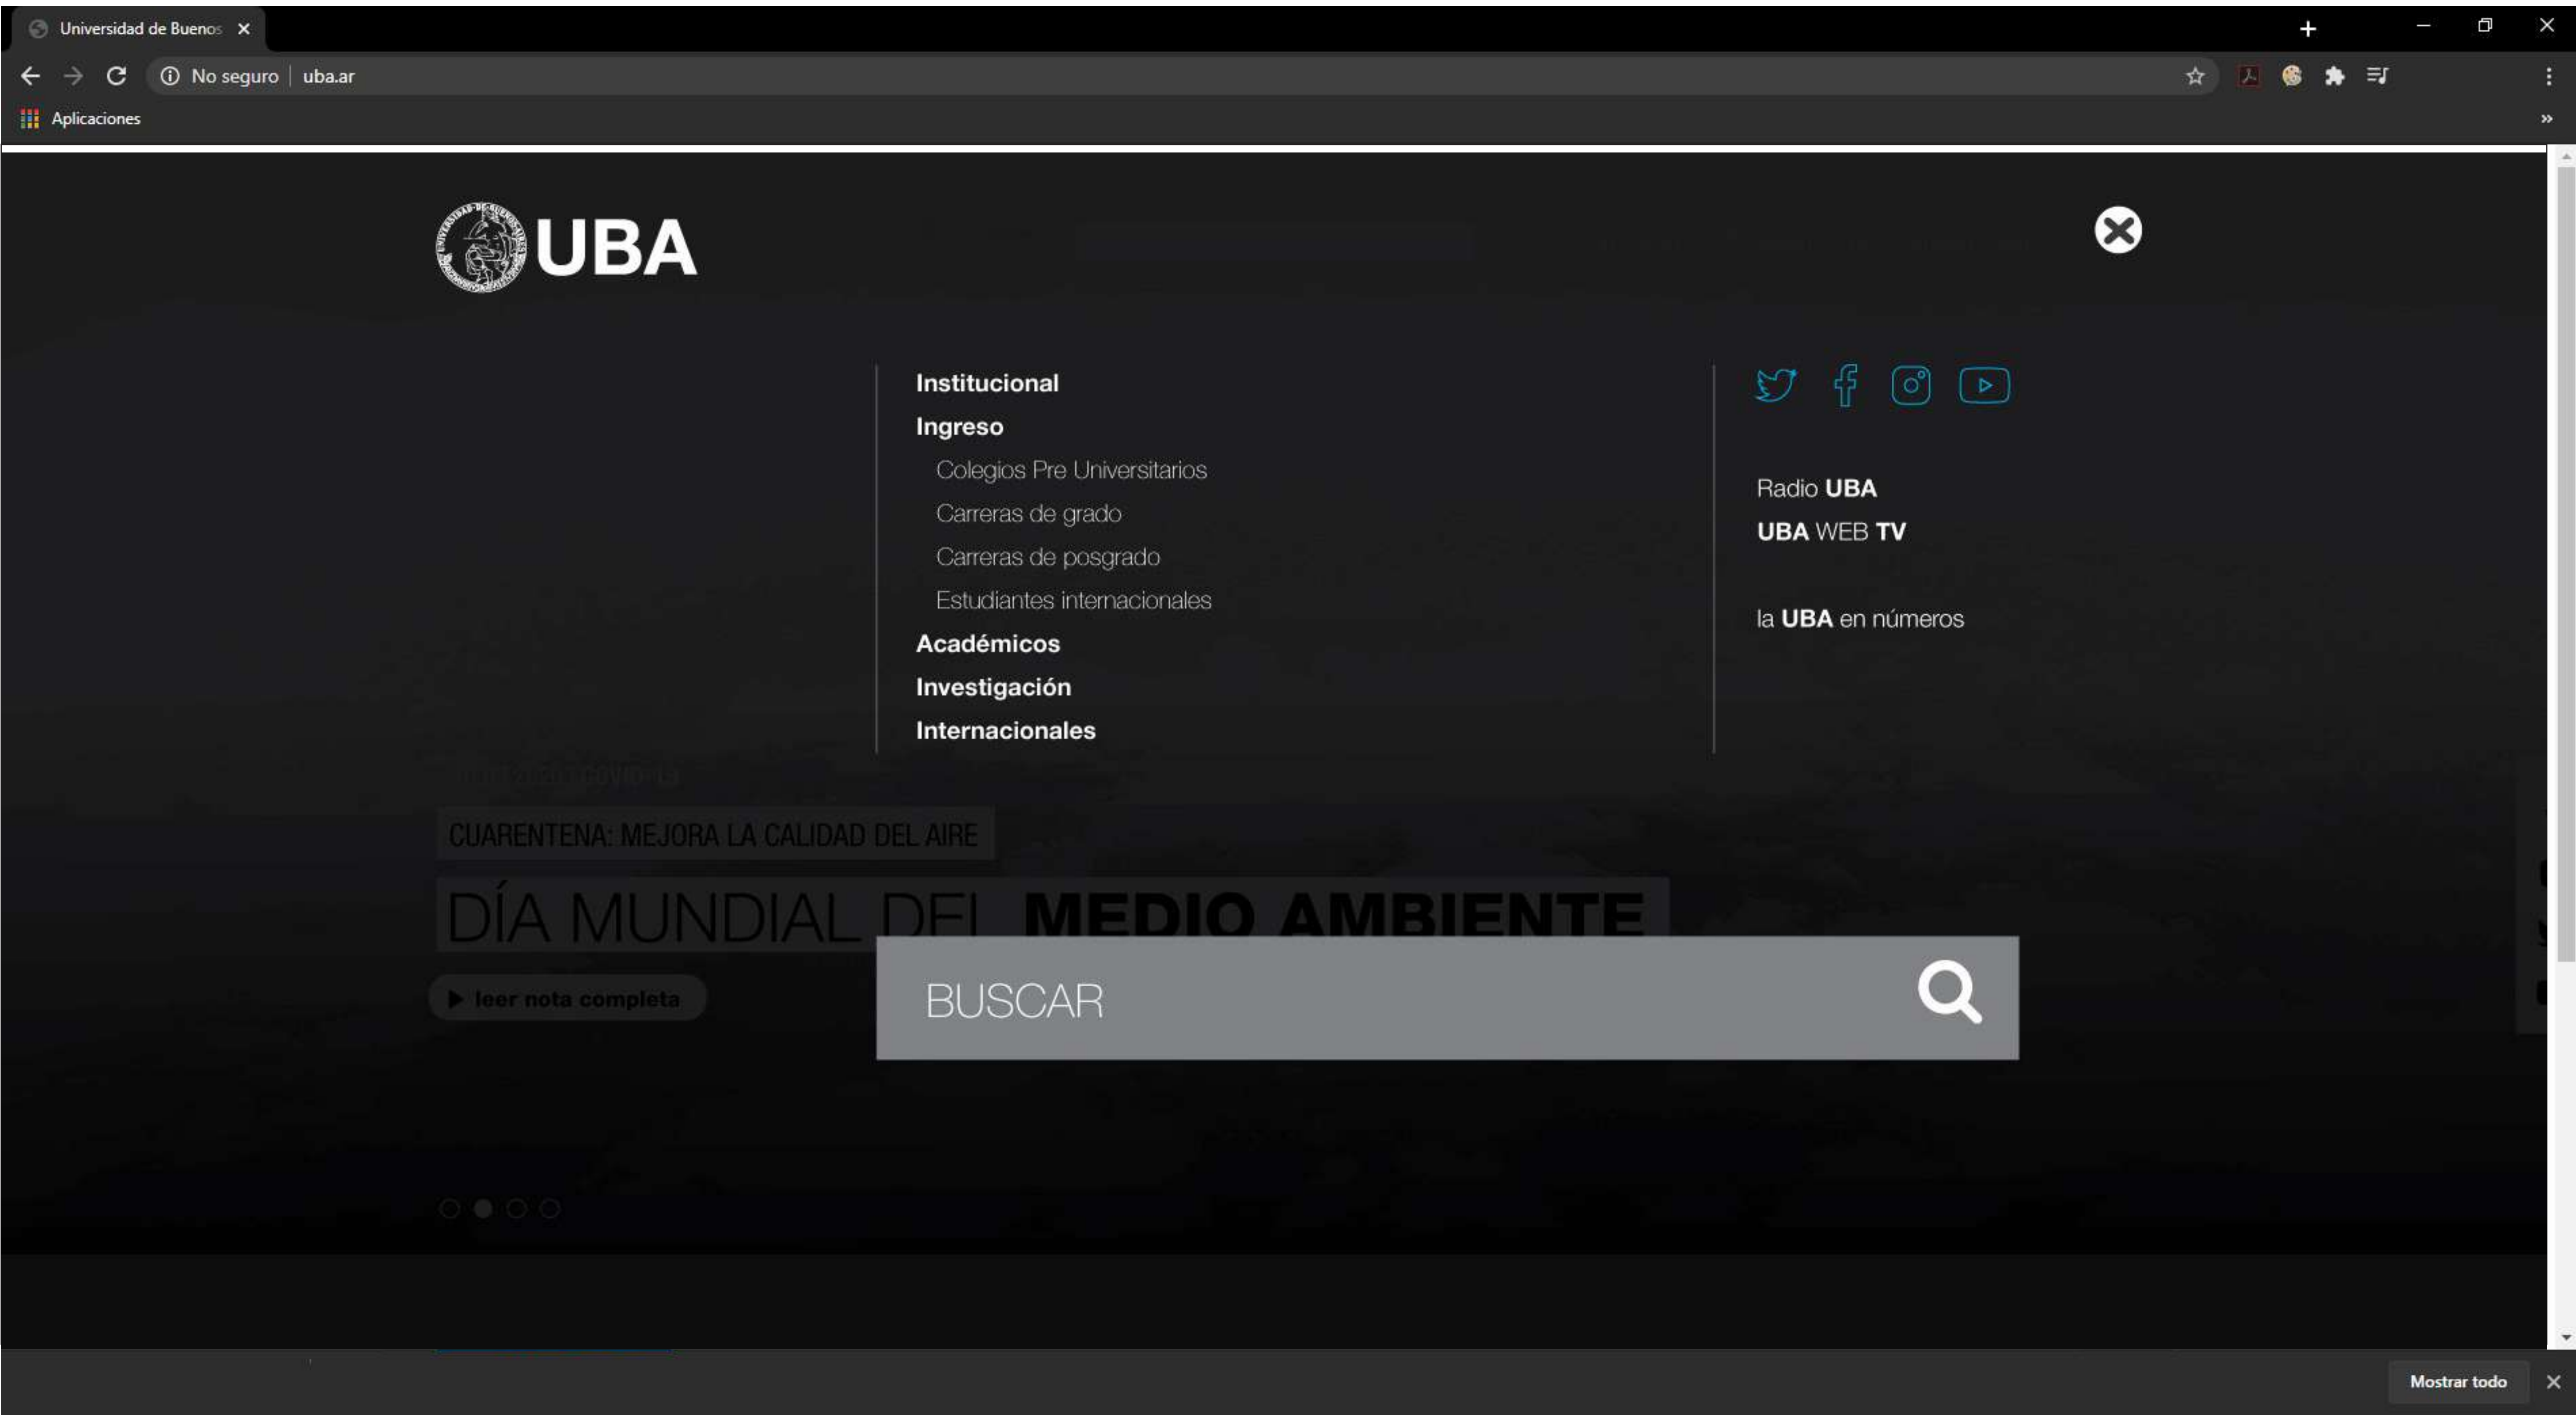 Universidad de Buenos
No seguro | uba.ar
Aplicaciones
UBA
Institucional
Ingreso
Colegios Pre Universitarios
Carreras de grado
Carreras de posgrado
Estudiantes internacionales
Académicos
Investigación
Internacionales
Radio UBA
UBA WEB TV
la UBA en números
CUARENTENA: MEJORA LA CALIDAD DEL AIRE
DÍA MUNDIAL DEL MEDIO AMBIENTE
leer nota completa
BUSCAR
Mostrar todo